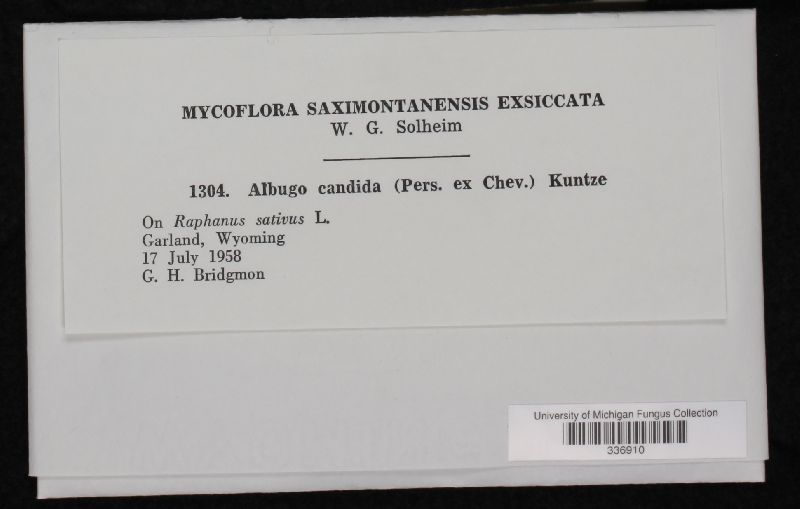 MYCOFLORA SAXIMONTANENSIS EXSICCATA
W. G. Solheim
1304. Albugo candida (Pers. ex Chev.) Kuntze
On Raphanus sativus L.
Garland, Wyoming
17 July 1958
G. H. Bridgmon
University of Michigan Fungus Collection
336910